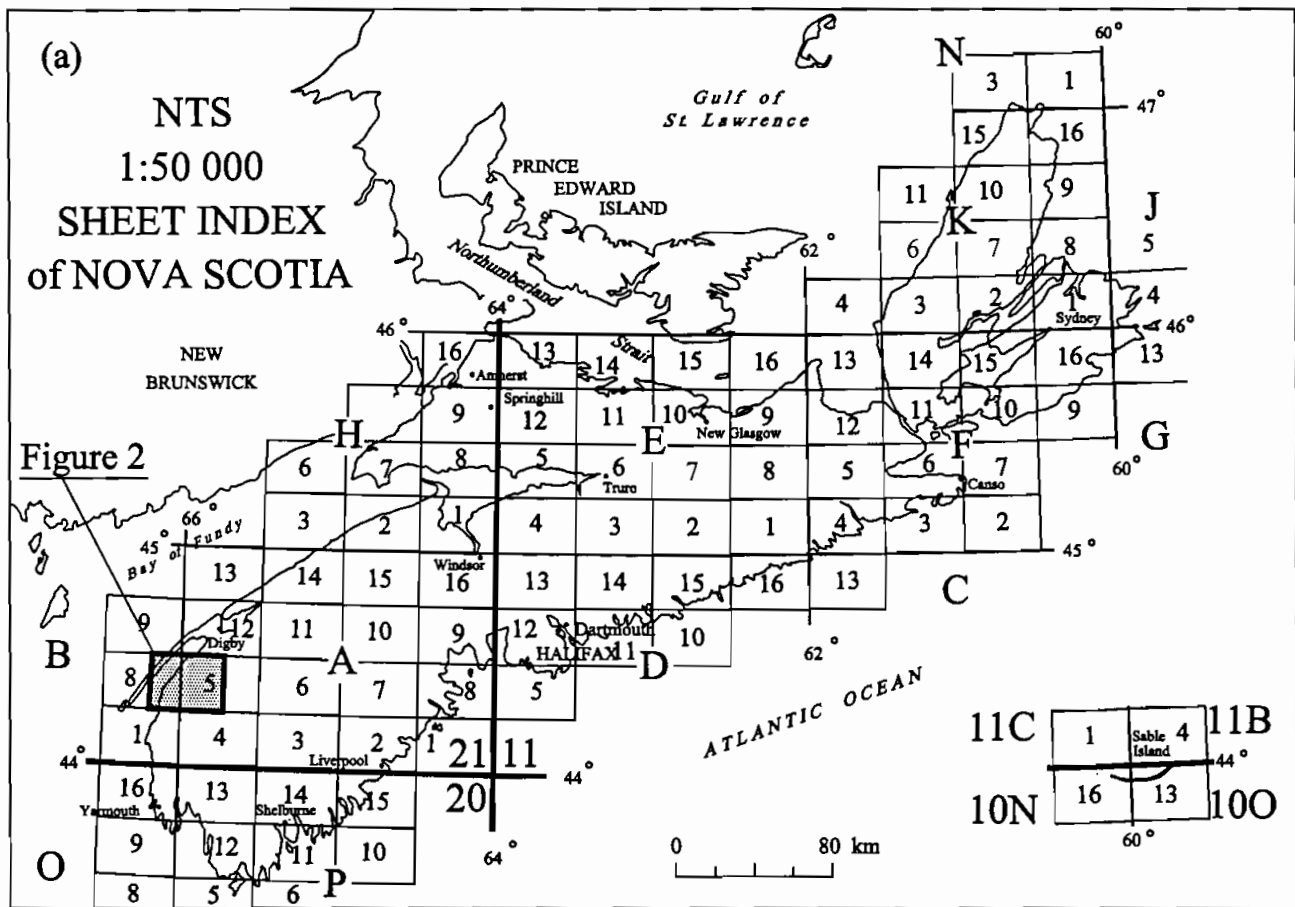 (a)
NTS
1:50 000
SHEET INDEX
of NOVA SCOTIA
Gulf of
St. Lawrence
PRINCE
EDWARD
ISLAND
Northumberland
Strait
NEW
BRUNSWICK
Figure 2
Bay of Fundy
ATLANTIC OCEAN
N
60°
3 1
47°
15 16
11 10 9
K J
6 7 8 5
62°
4 3 2 1 4
Sydney
64°
46° 46°
16 13 14 15 16 13 14 15 16 13
Amherst
Springhill
9 12 11 10 9 12 11 10 9
New Glasgow
H E F G
60°
6 7 8 5 6 7 8 5 6 7
Truro
Canso
66°
3 2 1 4 3 2 1 4 3 2
45° 45°
Windsor
13 14 15 16 13 14 15 16 13
C
9 12 11 10 9 12 11 10
Digby
Dartmouth
HALIFAX
62°
B A D
8 5 6 7 8 5
1 4 3 2 1 21 11
Liverpool
44° 44°
20
16 13 14 15
Yarmouth
Shelburne
9 12 11 10
64°
O P
8 5 6
0 80 km
11C 1 4 11B
Sable
Island
44°
10N 16 13 10O
60°